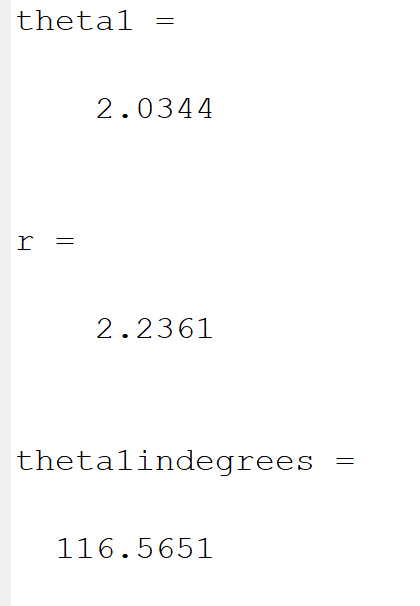 theta1 =
2.0344
r =
2.2361
theta1indegrees =
116.5651